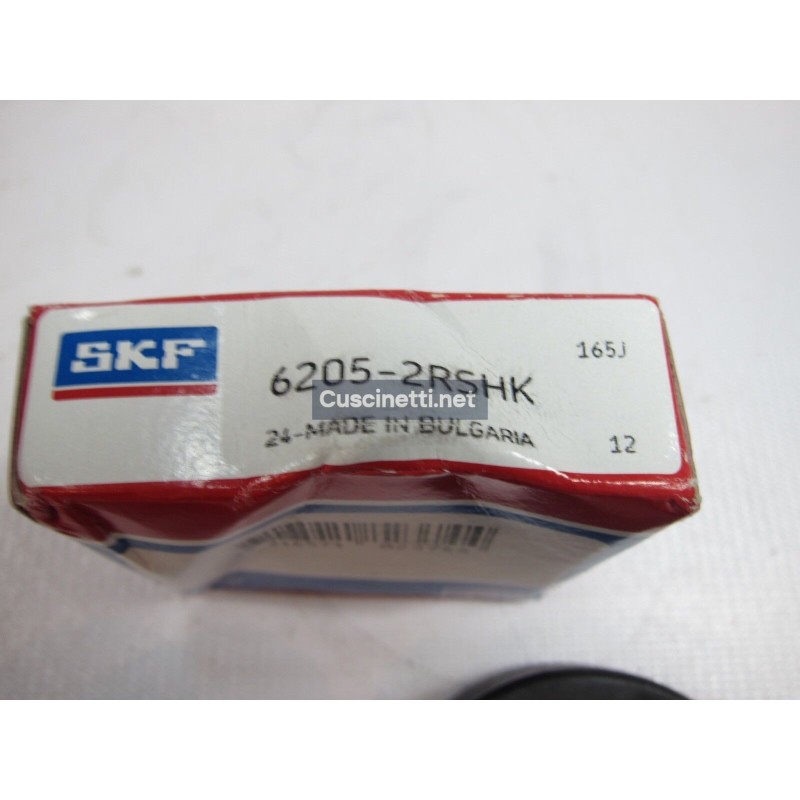 SKF
6205-2RSHK
165J
Cuscinetti.net
24-MADE IN BULGARIA
12